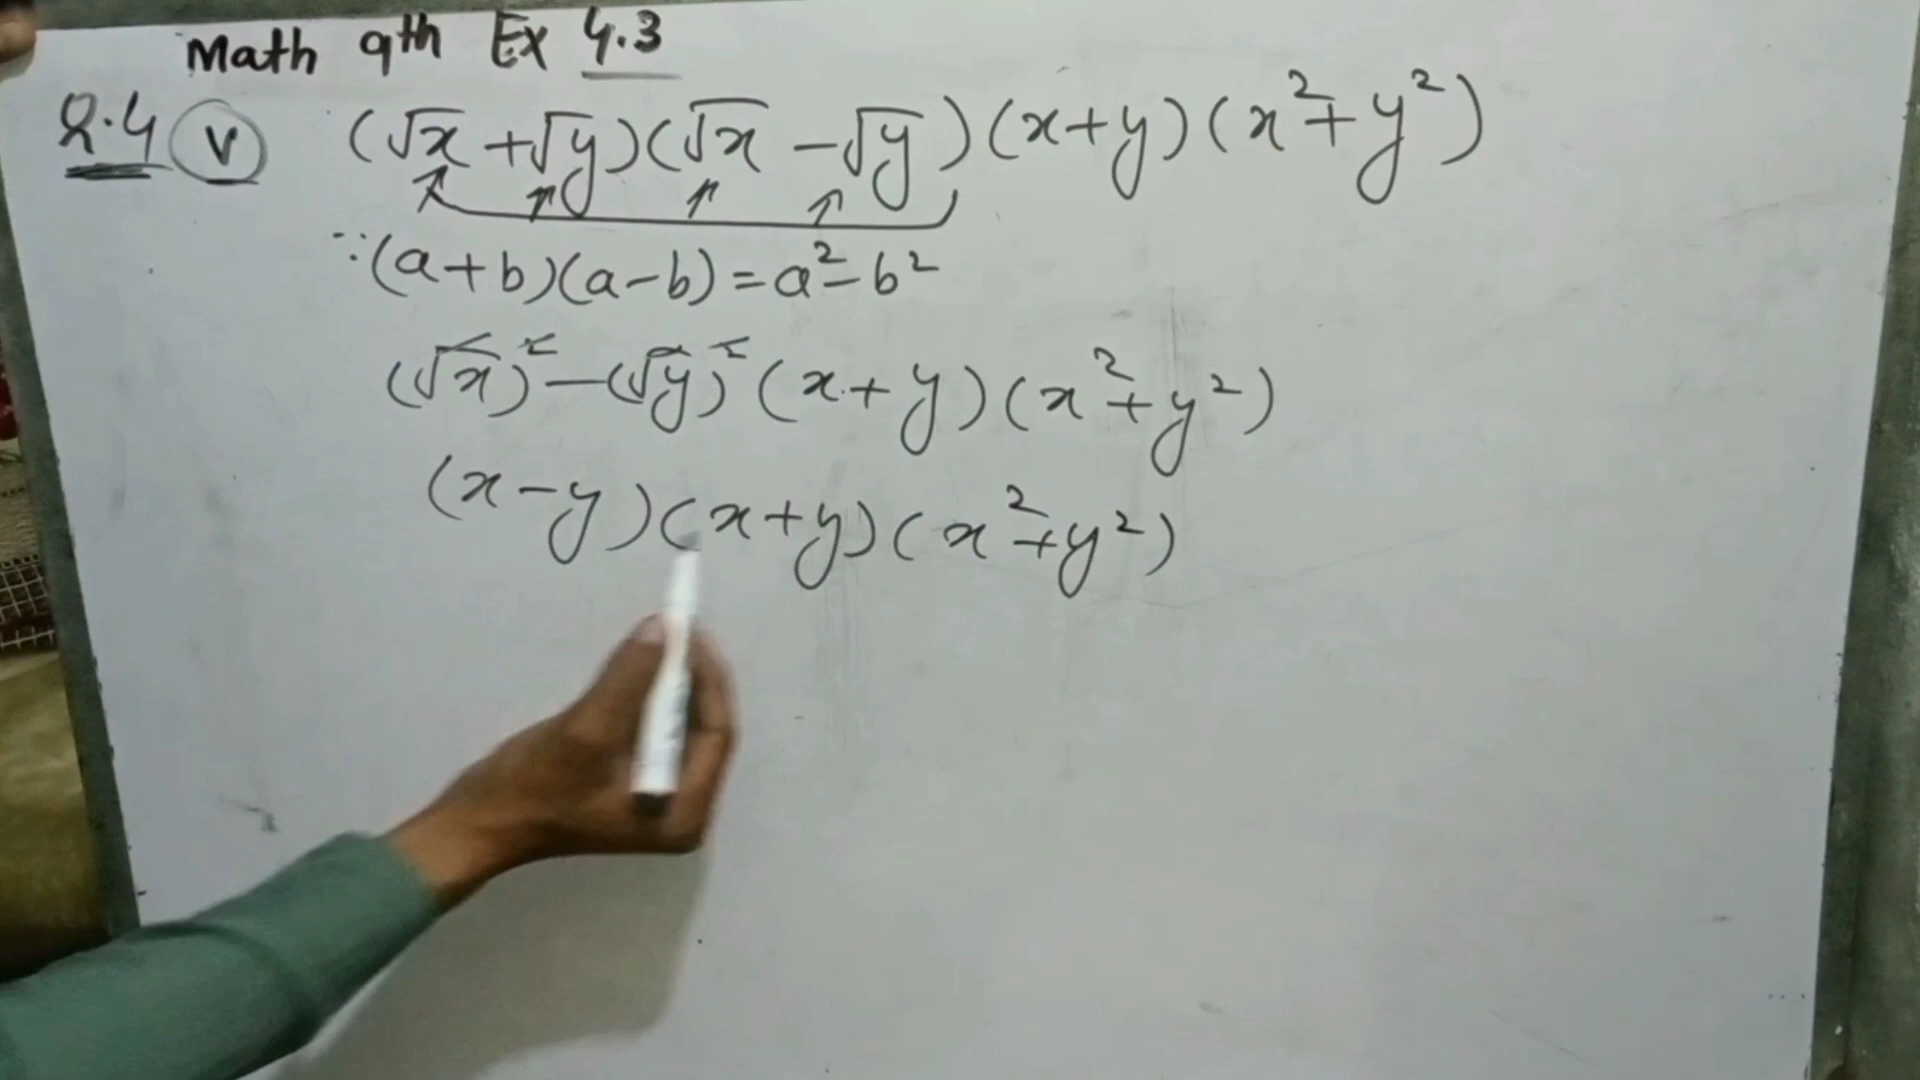 Math 9th Ex 4.3
Q.4 (v) (√x +√y)(√x -√y)(x+y)(x²+y²)
∵(a+b)(a-b)=a²-b²
(√x)²-(√y)²(x+y)(x²+y²)
(x-y)(x+y)(x²+y²)